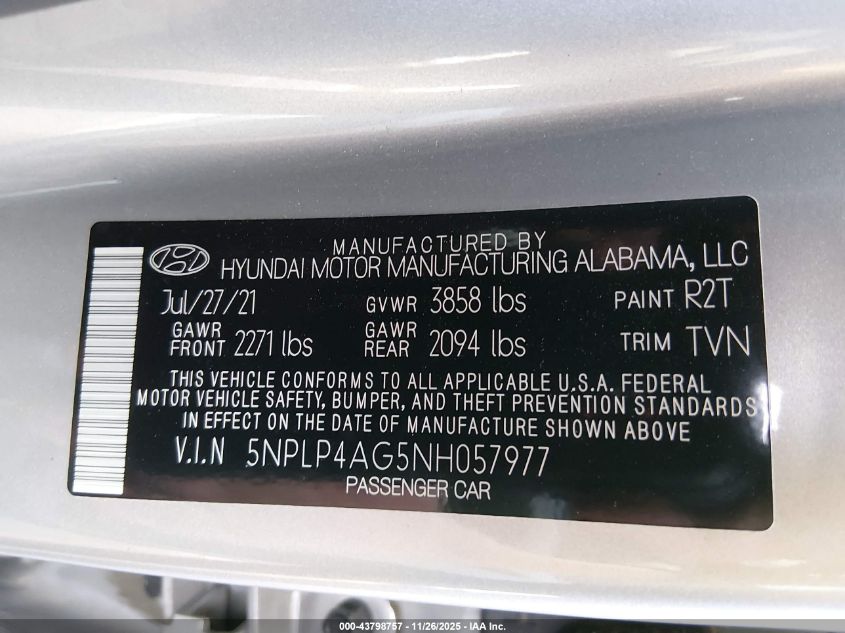 MANUFACTURED BY
HYUNDAI MOTOR MANUFACTURING ALABAMA, LLC
Jul/27/21 GVWR 3858 lbs PAINT R2T
GAWR FRONT 2271 lbs GAWR REAR 2094 lbs TRIM TVN
THIS VEHICLE CONFORMS TO ALL APPLICABLE U.S.A. FEDERAL
MOTOR VEHICLE SAFETY, BUMPER, AND THEFT PREVENTION STANDARDS
IN EFFECT ON THE DATE OF MANUFACTURE SHOWN ABOVE
V.I.N 5NPLP4AG5NH057977
PASSENGER CAR
000-43798757 - 11/26/2025 - IAA Inc.